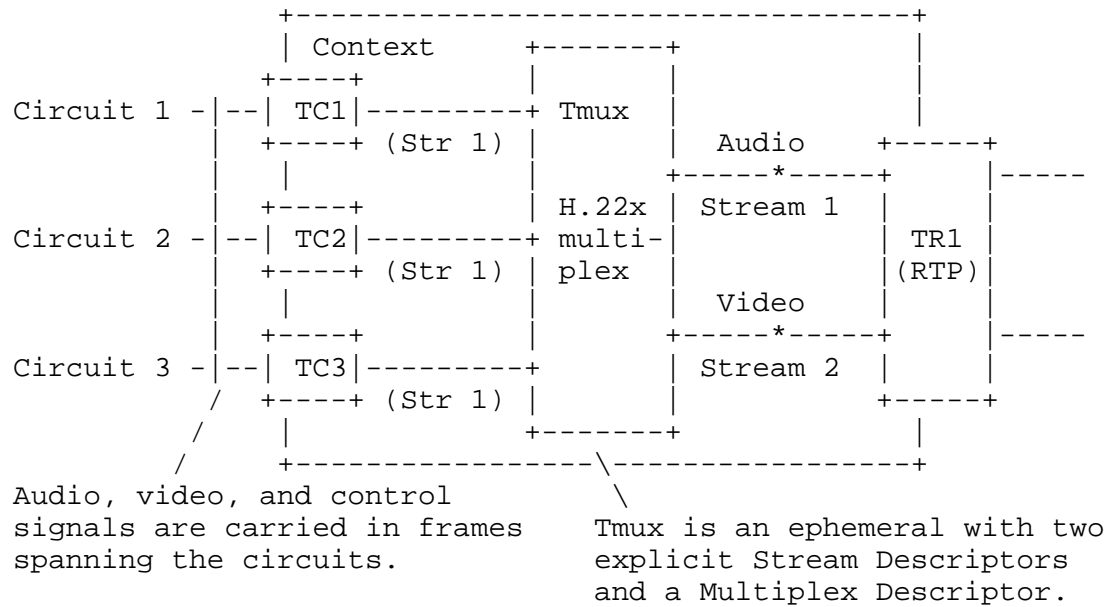 Context
Circuit 1 TC1 Tmux
(Str 1) Audio
H.22x Stream 1
Circuit 2 TC2 multi- TR1
(Str 1) plex (RTP)
Video
Circuit 3 TC3 Stream 2
(Str 1)
Audio, video, and control
signals are carried in frames
spanning the circuits.
Tmux is an ephemeral with two
explicit Stream Descriptors
and a Multiplex Descriptor.